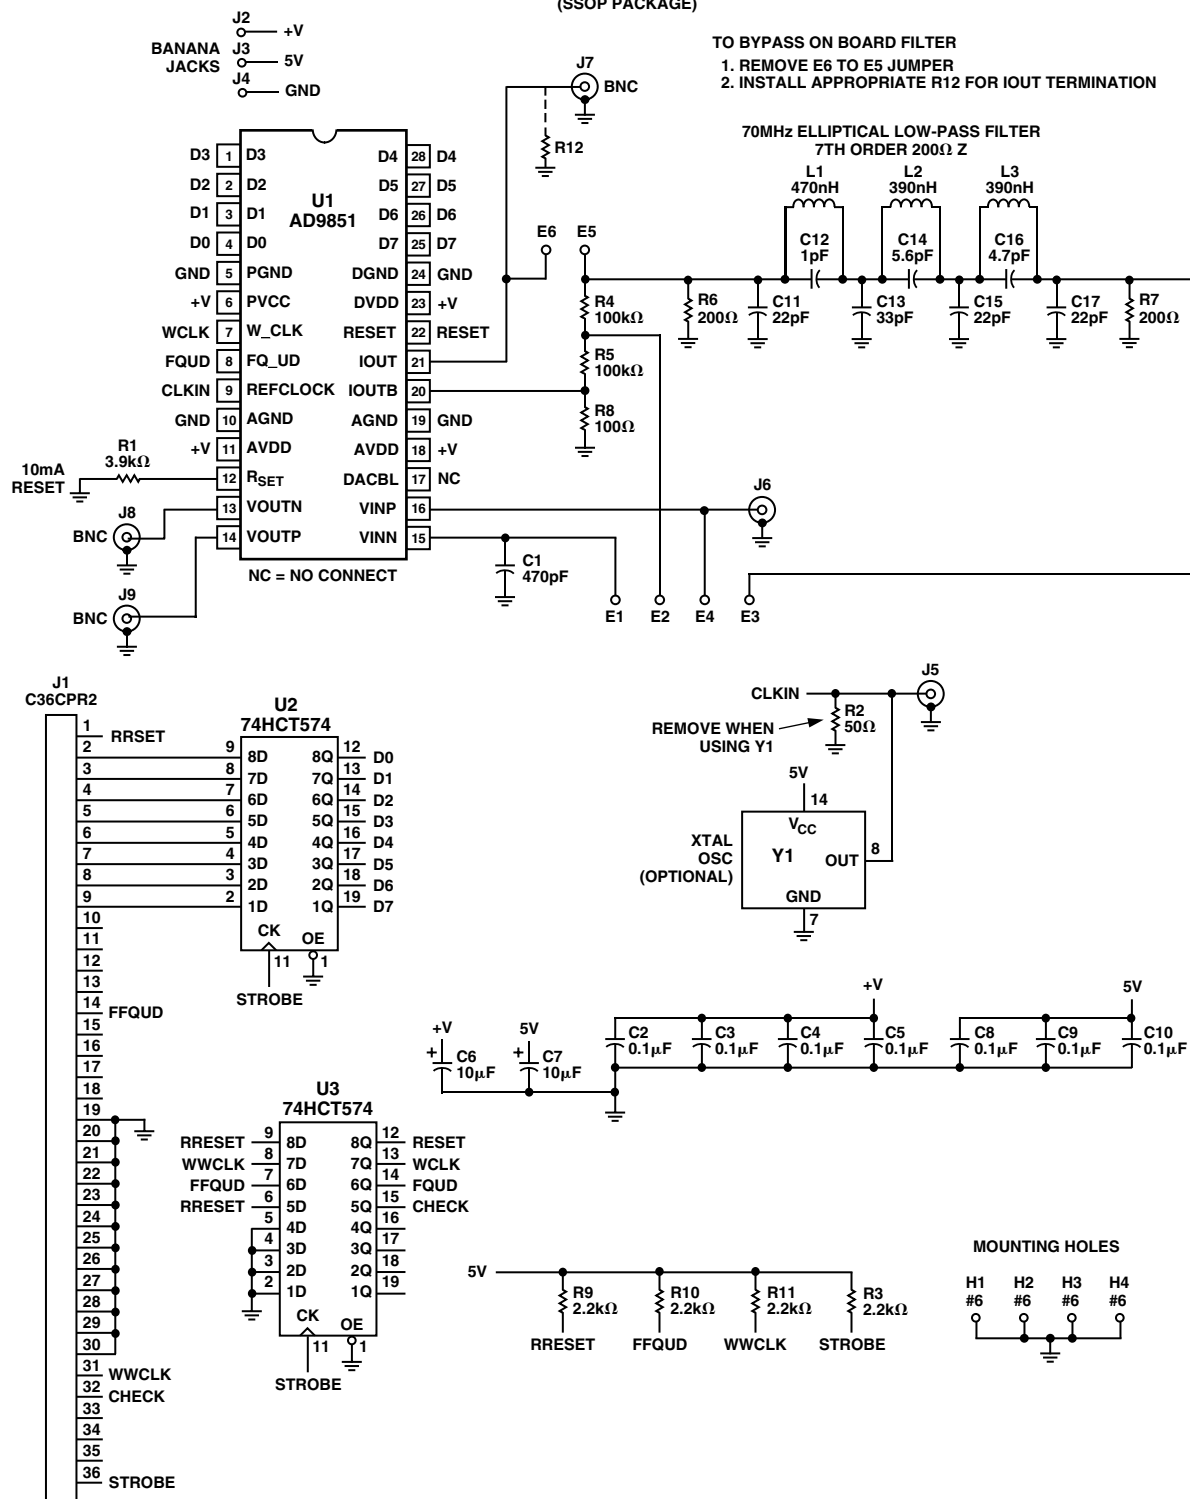 (SSOP PACKAGE)
J2
+V
BANANA JACKS
J3
5V
J4
GND
J7
BNC
R12
TO BYPASS ON BOARD FILTER
1. REMOVE E6 TO E5 JUMPER
2. INSTALL APPROPRIATE R12 FOR IOUT TERMINATION
70MHz ELLIPTICAL LOW-PASS FILTER
7TH ORDER 200Ω Z
L1
470nH
L2
390nH
L3
390nH
C12
1pF
C14
5.6pF
C16
4.7pF
E6
E5
R4
100kΩ
R5
100kΩ
R8
100Ω
R6
200Ω
C11
22pF
C13
33pF
C15
22pF
C17
22pF
R7
200Ω
U1
AD9851
D3 1 D3
D2 2 D2
D1 3 D1
D0 4 D0
GND 5 PGND
+V 6 PVCC
WCLK 7 W_CLK
FQUD 8 FQ_UD
CLKIN 9 REFCLOCK
GND 10 AGND
+V 11 AVDD
12 RSET
13 VOUTN
14 VOUTP
D4 28 D4
D5 27 D5
D6 26 D6
D7 25 D7
DGND 24 GND
DVDD 23 +V
RESET 22 RESET
IOUT 21
IOUTB 20
AGND 19 GND
AVDD 18 +V
DACBL 17 NC
VINP 16
VINN 15
NC = NO CONNECT
R1
3.9kΩ
10mA
RESET
J8
BNC
J9
BNC
C1
470pF
J6
E1
E2
E4
E3
J1
C36CPR2
1 RRSET
2
3
4
5
6
7
8
9
10
11
12
13
14 FFQUD
15
16
17
18
19
20
21
22
23
24
25
26
27
28
29
30
31 WWCLK
32 CHECK
33
34
35
36 STROBE
U2
74HCT574
9 8D 8Q 12 D0
8 7D 7Q 13 D1
7 6D 6Q 14 D2
6 5D 5Q 15 D3
5 4D 4Q 16 D4
4 3D 3Q 17 D5
3 2D 2Q 18 D6
2 1D 1Q 19 D7
CK
OE
11
1
STROBE
CLKIN
J5
R2
50Ω
REMOVE WHEN
USING Y1
5V
14
VCC
XTAL
OSC
(OPTIONAL)
Y1
OUT
8
GND
7
+V
+
C6
10μF
5V
+
C7
10μF
C2
0.1μF
C3
0.1μF
C4
0.1μF
+V
C5
0.1μF
C8
0.1μF
C9
0.1μF
5V
C10
0.1μF
U3
74HCT574
RRESET 9 8D 8Q 12 RESET
WWCLK 8 7D 7Q 13 WCLK
FFQUD 7 6D 6Q 14 FQUD
RRESET 6 5D 5Q 15 CHECK
5 4D 4Q 16
4 3D 3Q 17
3 2D 2Q 18
2 1D 1Q 19
CK
OE
11
1
STROBE
5V
R9
2.2kΩ
RRESET
R10
2.2kΩ
FFQUD
R11
2.2kΩ
WWCLK
R3
2.2kΩ
STROBE
MOUNTING HOLES
H1 H2 H3 H4
#6 #6 #6 #6